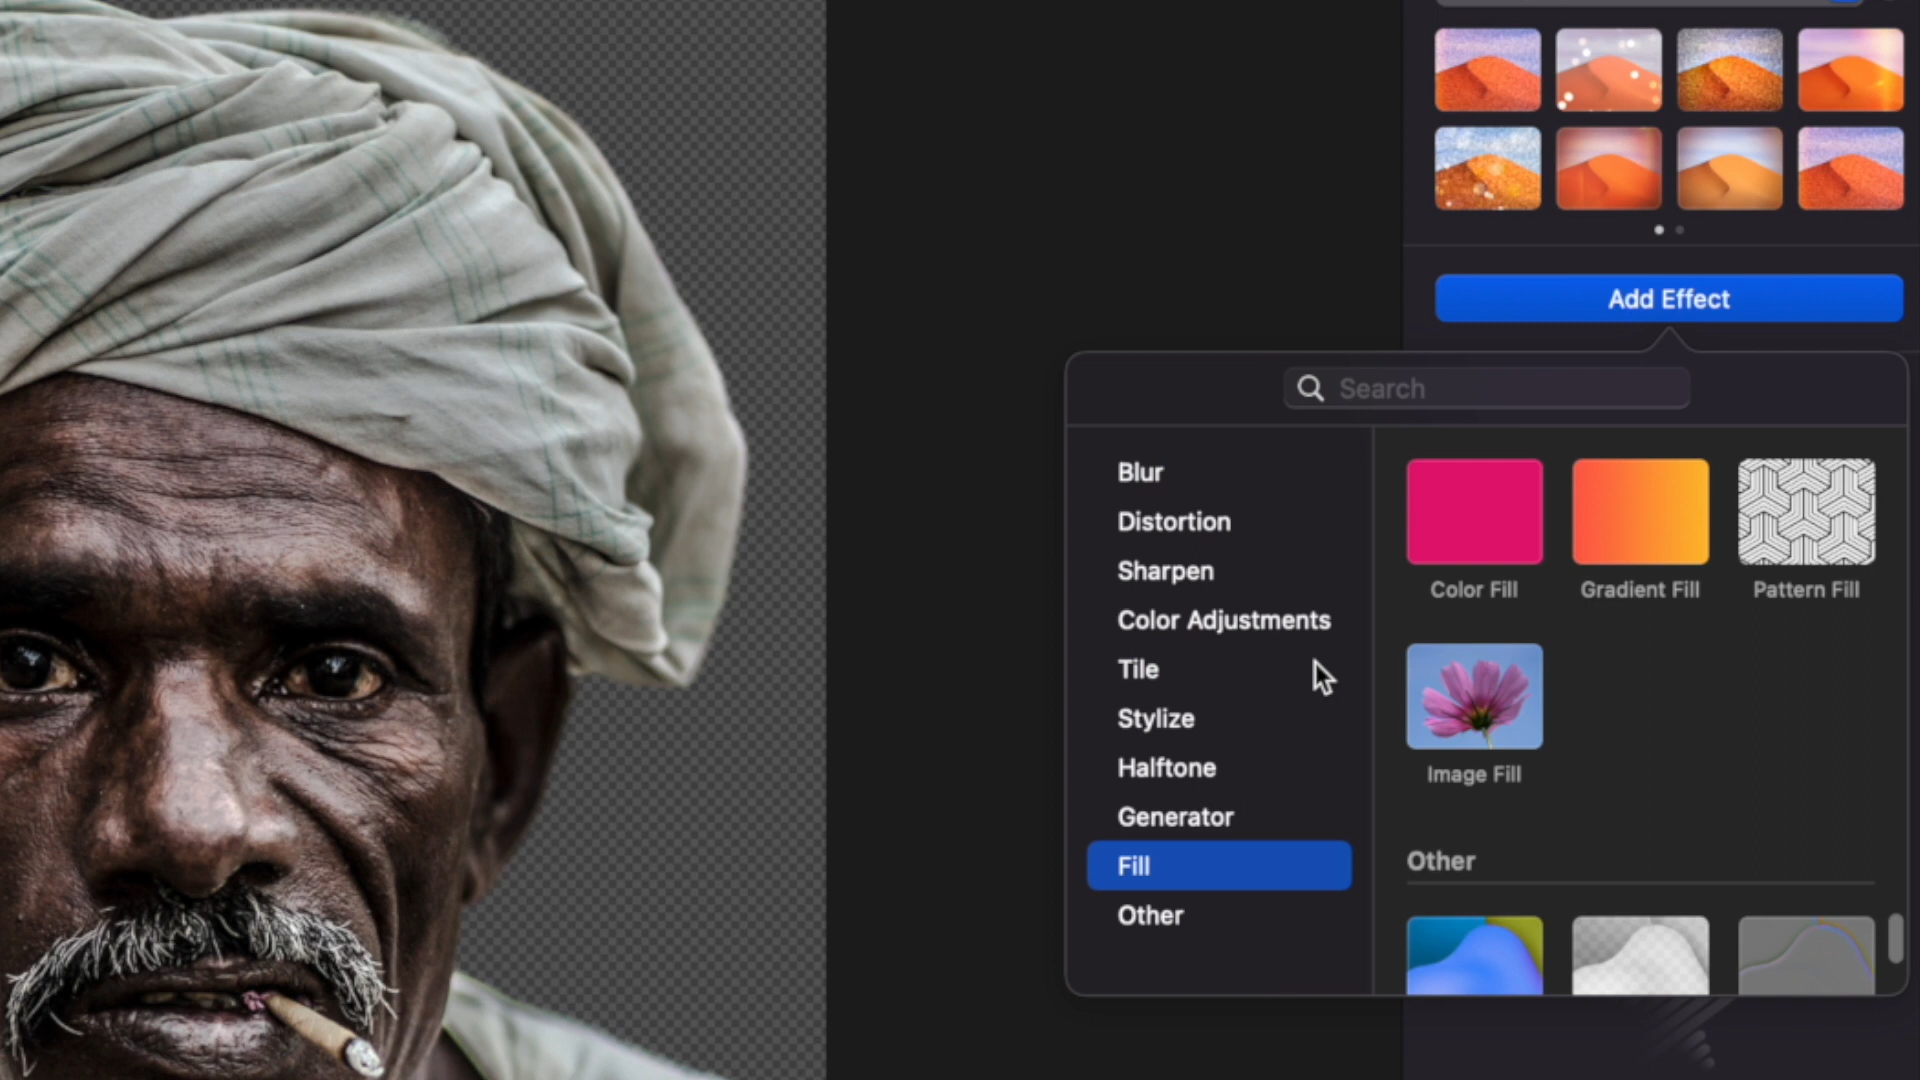 Add Effect
Search
Blur
Distortion
Sharpen
Color Adjustments
Tile
Stylize
Halftone
Generator
Fill
Other
Color Fill
Gradient Fill
Pattern Fill
Image Fill
Other